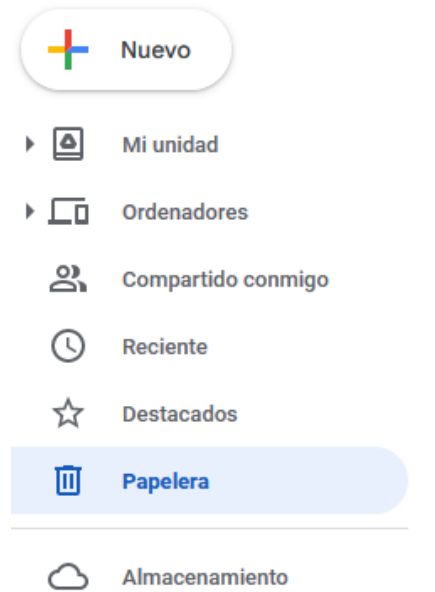 Nuevo
Mi unidad
Ordenadores
Compartido conmigo
Reciente
Destacados
Papelera
Almacenamiento